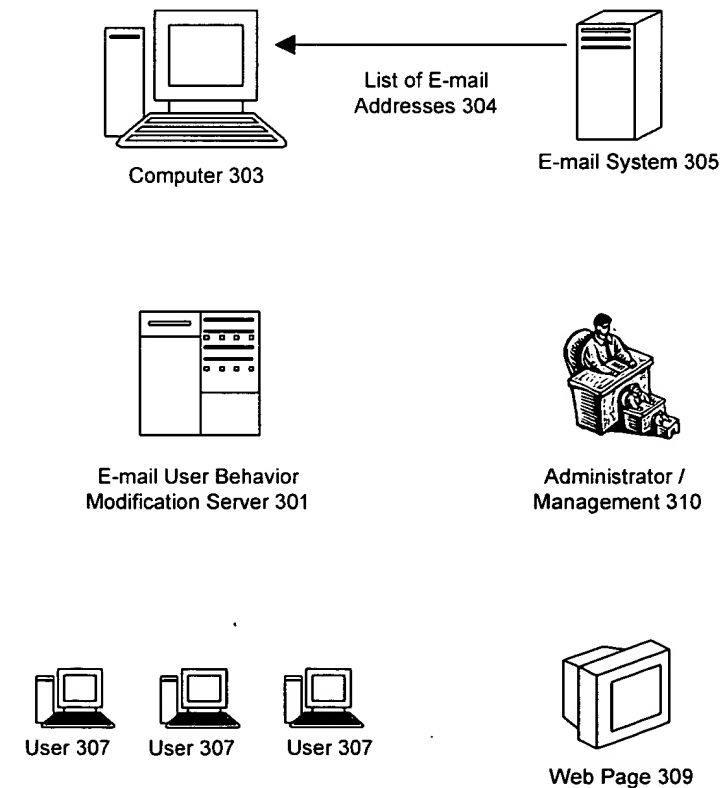 List of E-mail
Addresses 304
Computer 303
E-mail System 305
E-mail User Behavior
Modification Server 301
Administrator /
Management 310
User 307
User 307
User 307
Web Page 309